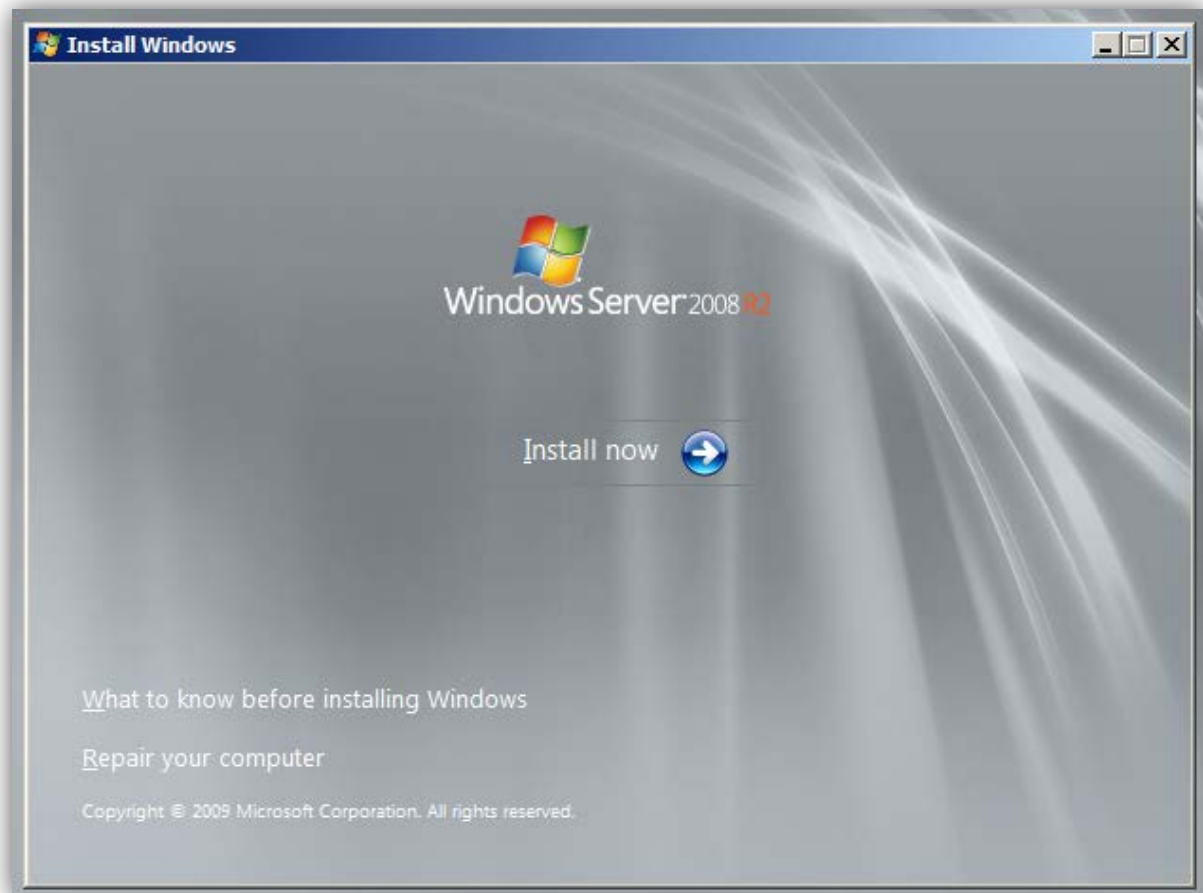 Install Windows
Windows Server 2008 R2
Install now
What to know before installing Windows
Repair your computer
Copyright © 2009 Microsoft Corporation. All rights reserved.